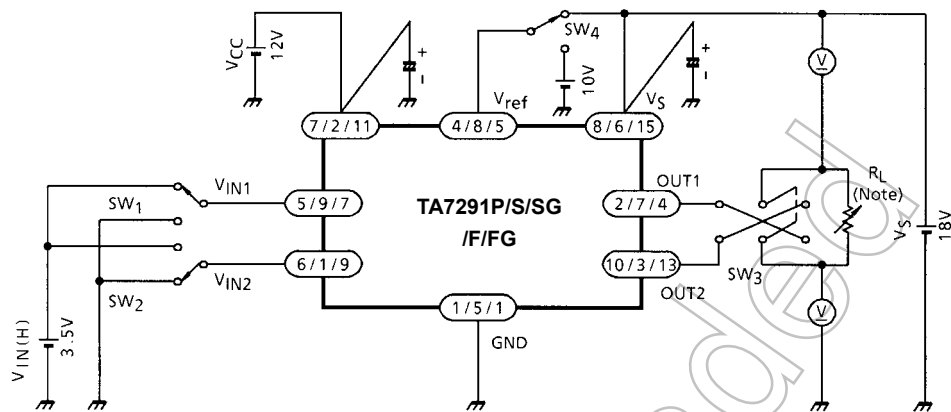 VCC
12V
+
-
SW4
10V
+
-
V
Vref
VS
7 / 2 / 11
4 / 8 / 5
8 / 6 / 15
RL
(Note)
VIN1
OUT1
SW1
5 / 9 / 7
TA7291P/S/SG
/F/FG
2 / 7 / 4
VS
18V
6 / 1 / 9
10 / 3 / 13
SW2
VIN2
OUT2
SW3
VIN(H)
3.5V
1 / 5 / 1
GND
V